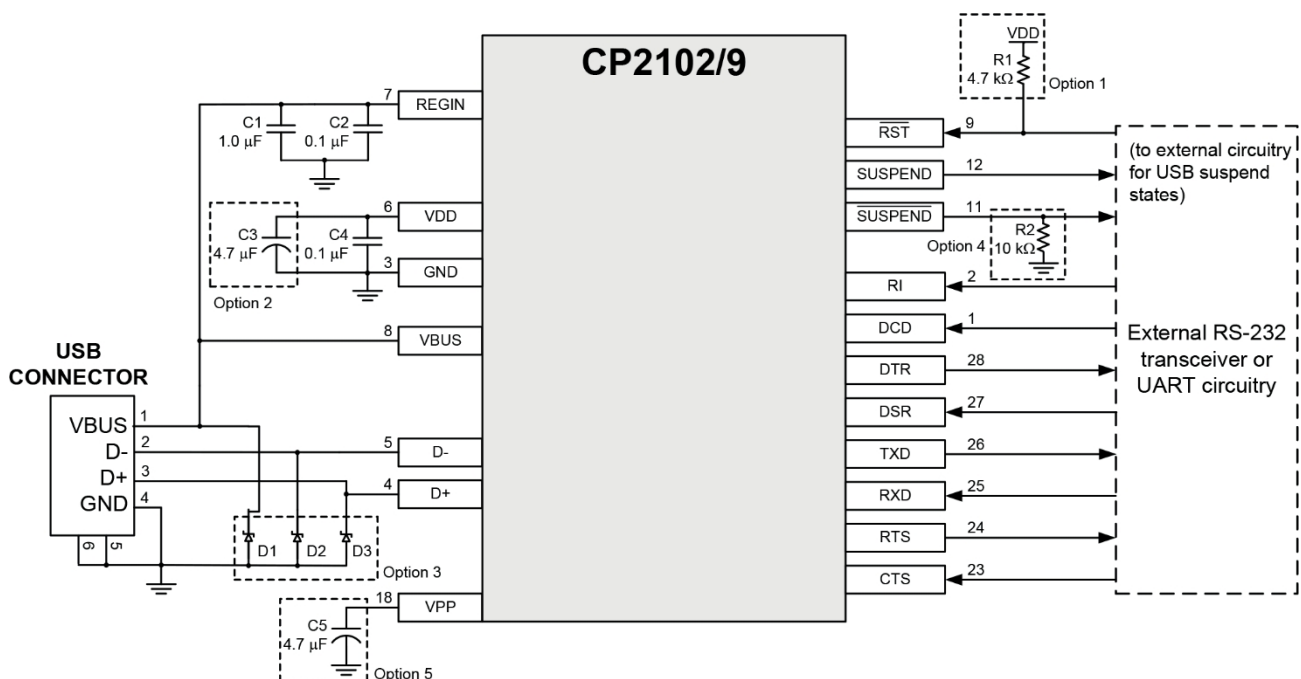 CP2102/9
VDD
R1
4.7 kΩ
Option 1
7
REGIN
C1
1.0 µF
C2
0.1 µF
9
RST
(to external circuitry
for USB suspend
states)
12
SUSPEND
6
VDD
11
SUSPEND
C3
4.7 µF
C4
0.1 µF
R2
10 kΩ
Option 4
3
GND
Option 2
2
RI
8
VBUS
1
DCD
External RS-232
transceiver or
UART circuitry
USB
CONNECTOR
28
DTR
27
DSR
VBUS
1
D-
2
D+
3
GND
4
6
5
5
D-
26
TXD
4
D+
25
RXD
D1
D2
D3
Option 3
24
RTS
23
CTS
18
VPP
C5
4.7 µF
Option 5